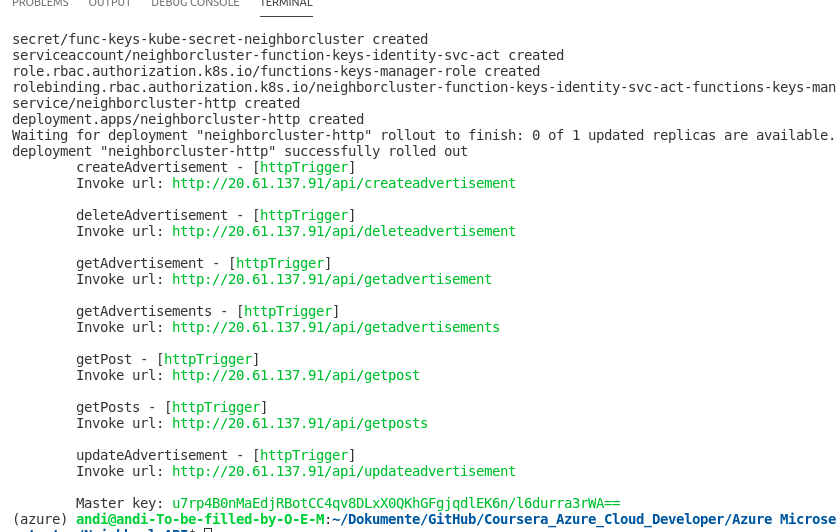 PROBLEMS OUTPUT DEBUG CONSOLE TERMINAL
secret/func-keys-kube-secret-neighborcluster created
serviceaccount/neighborcluster-function-keys-identity-svc-act created
role.rbac.authorization.k8s.io/functions-keys-manager-role created
rolebinding.rbac.authorization.k8s.io/neighborcluster-function-keys-identity-svc-act-functions-keys-man
service/neighborcluster-http created
deployment.apps/neighborcluster-http created
Waiting for deployment "neighborcluster-http" rollout to finish: 0 of 1 updated replicas are available.
deployment "neighborcluster-http" successfully rolled out
createAdvertisement - [httpTrigger]
Invoke url: http://20.61.137.91/api/createadvertisement
deleteAdvertisement - [httpTrigger]
Invoke url: http://20.61.137.91/api/deleteadvertisement
getAdvertisement - [httpTrigger]
Invoke url: http://20.61.137.91/api/getadvertisement
getAdvertisements - [httpTrigger]
Invoke url: http://20.61.137.91/api/getadvertisements
getPost - [httpTrigger]
Invoke url: http://20.61.137.91/api/getpost
getPosts - [httpTrigger]
Invoke url: http://20.61.137.91/api/getposts
updateAdvertisement - [httpTrigger]
Invoke url: http://20.61.137.91/api/updateadvertisement
Master key: u7rp4B0nMaEdjRBotCC4qv8DLxX0QKhGFgjqdlEK6n/l6durra3rWA==
(azure) andi@andi-To-be-filled-by-O-E-M:~/Dokumente/GitHub/Coursera_Azure_Cloud_Developer/Azure Microse